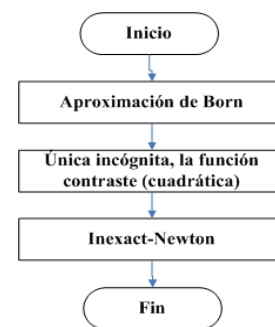 Inicio
Aproximación de Born
Única incógnita, la función
contraste (cuadrática)
Inexact-Newton
Fin